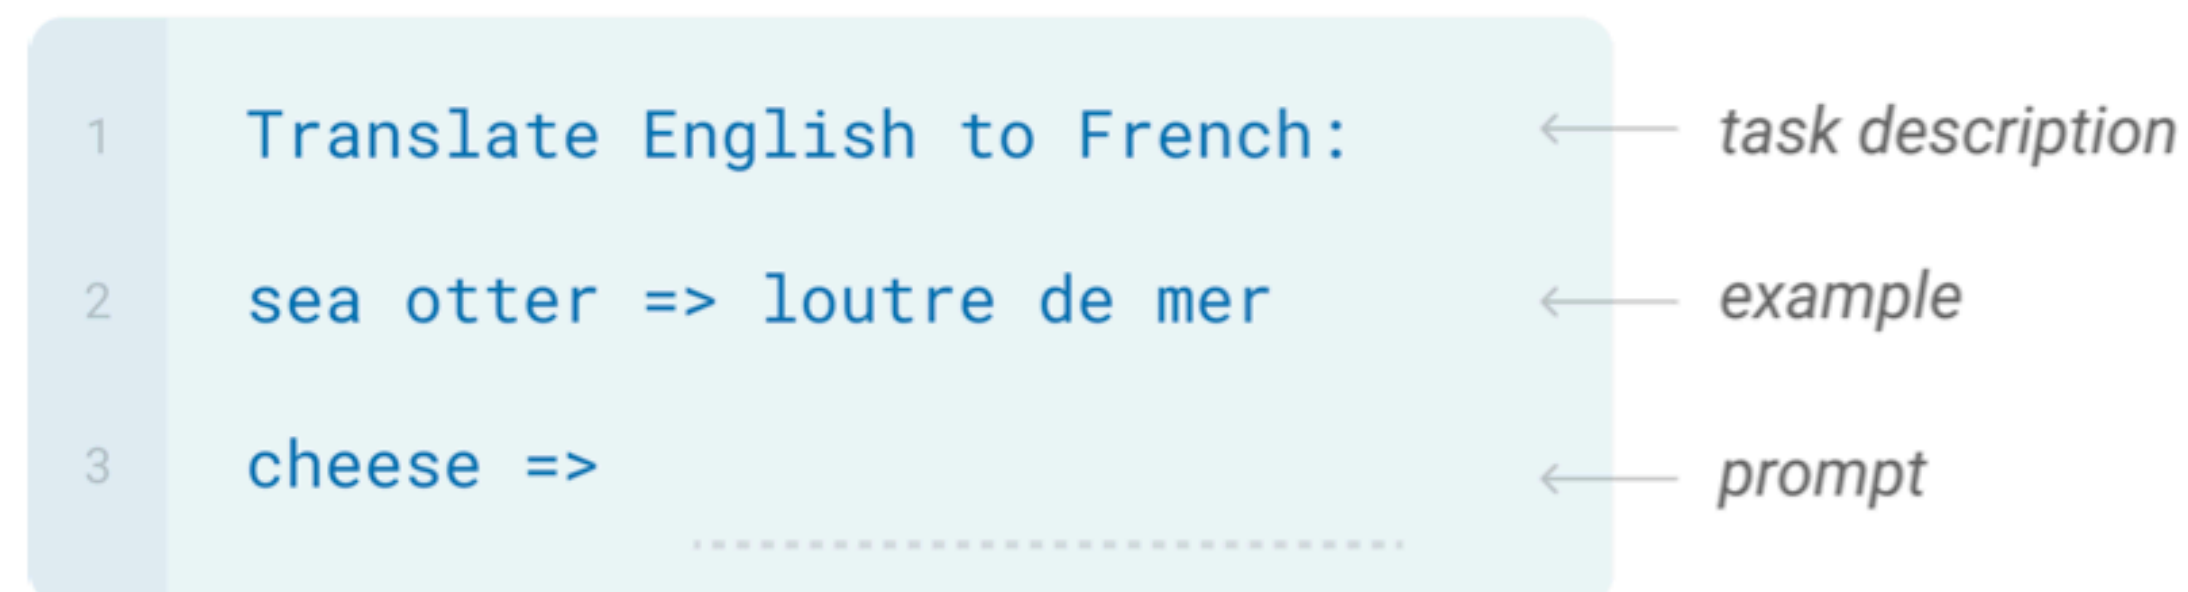 1 Translate English to French: task description
2 sea otter => loutre de mer example
3 cheese => prompt